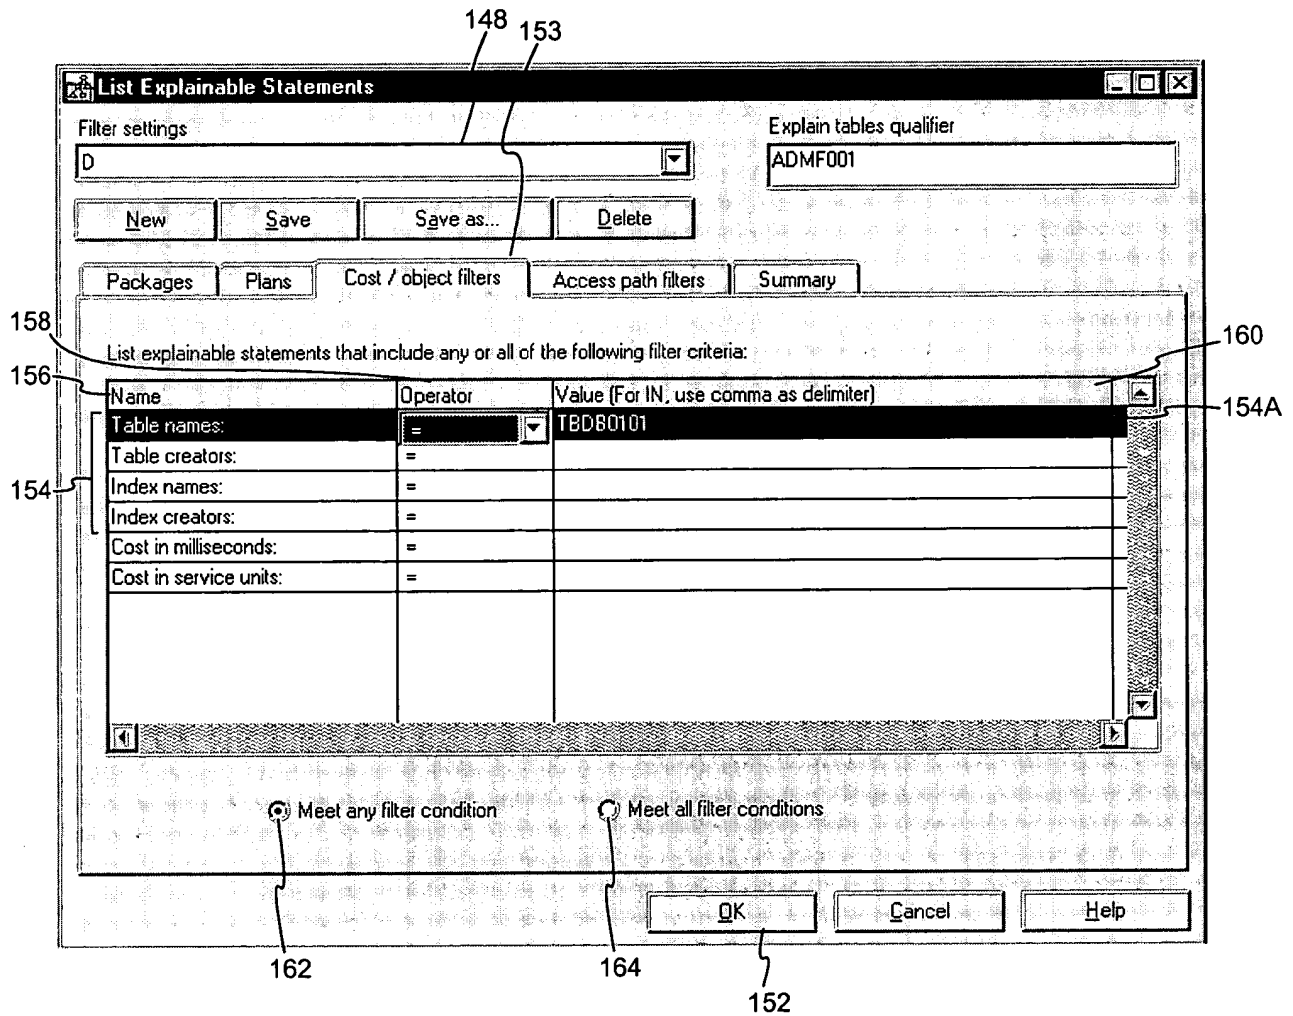 148
153
List Explainable Statements
Filter settings
Explain tables qualifier
D
ADMF001
New Save Save as... Delete
Packages Plans Cost / object filters Access path filters Summary
158
160
List explainable statements that include any or all of the following filter criteria:
156
Name Operator Value (For IN, use comma as delimiter)
154A
Table names: = TBDB0101
Table creators: =
154
Index names: =
Index creators: =
Cost in milliseconds: =
Cost in service units: =
Meet any filter condition Meet all filter conditions
OK Cancel Help
162
164
152